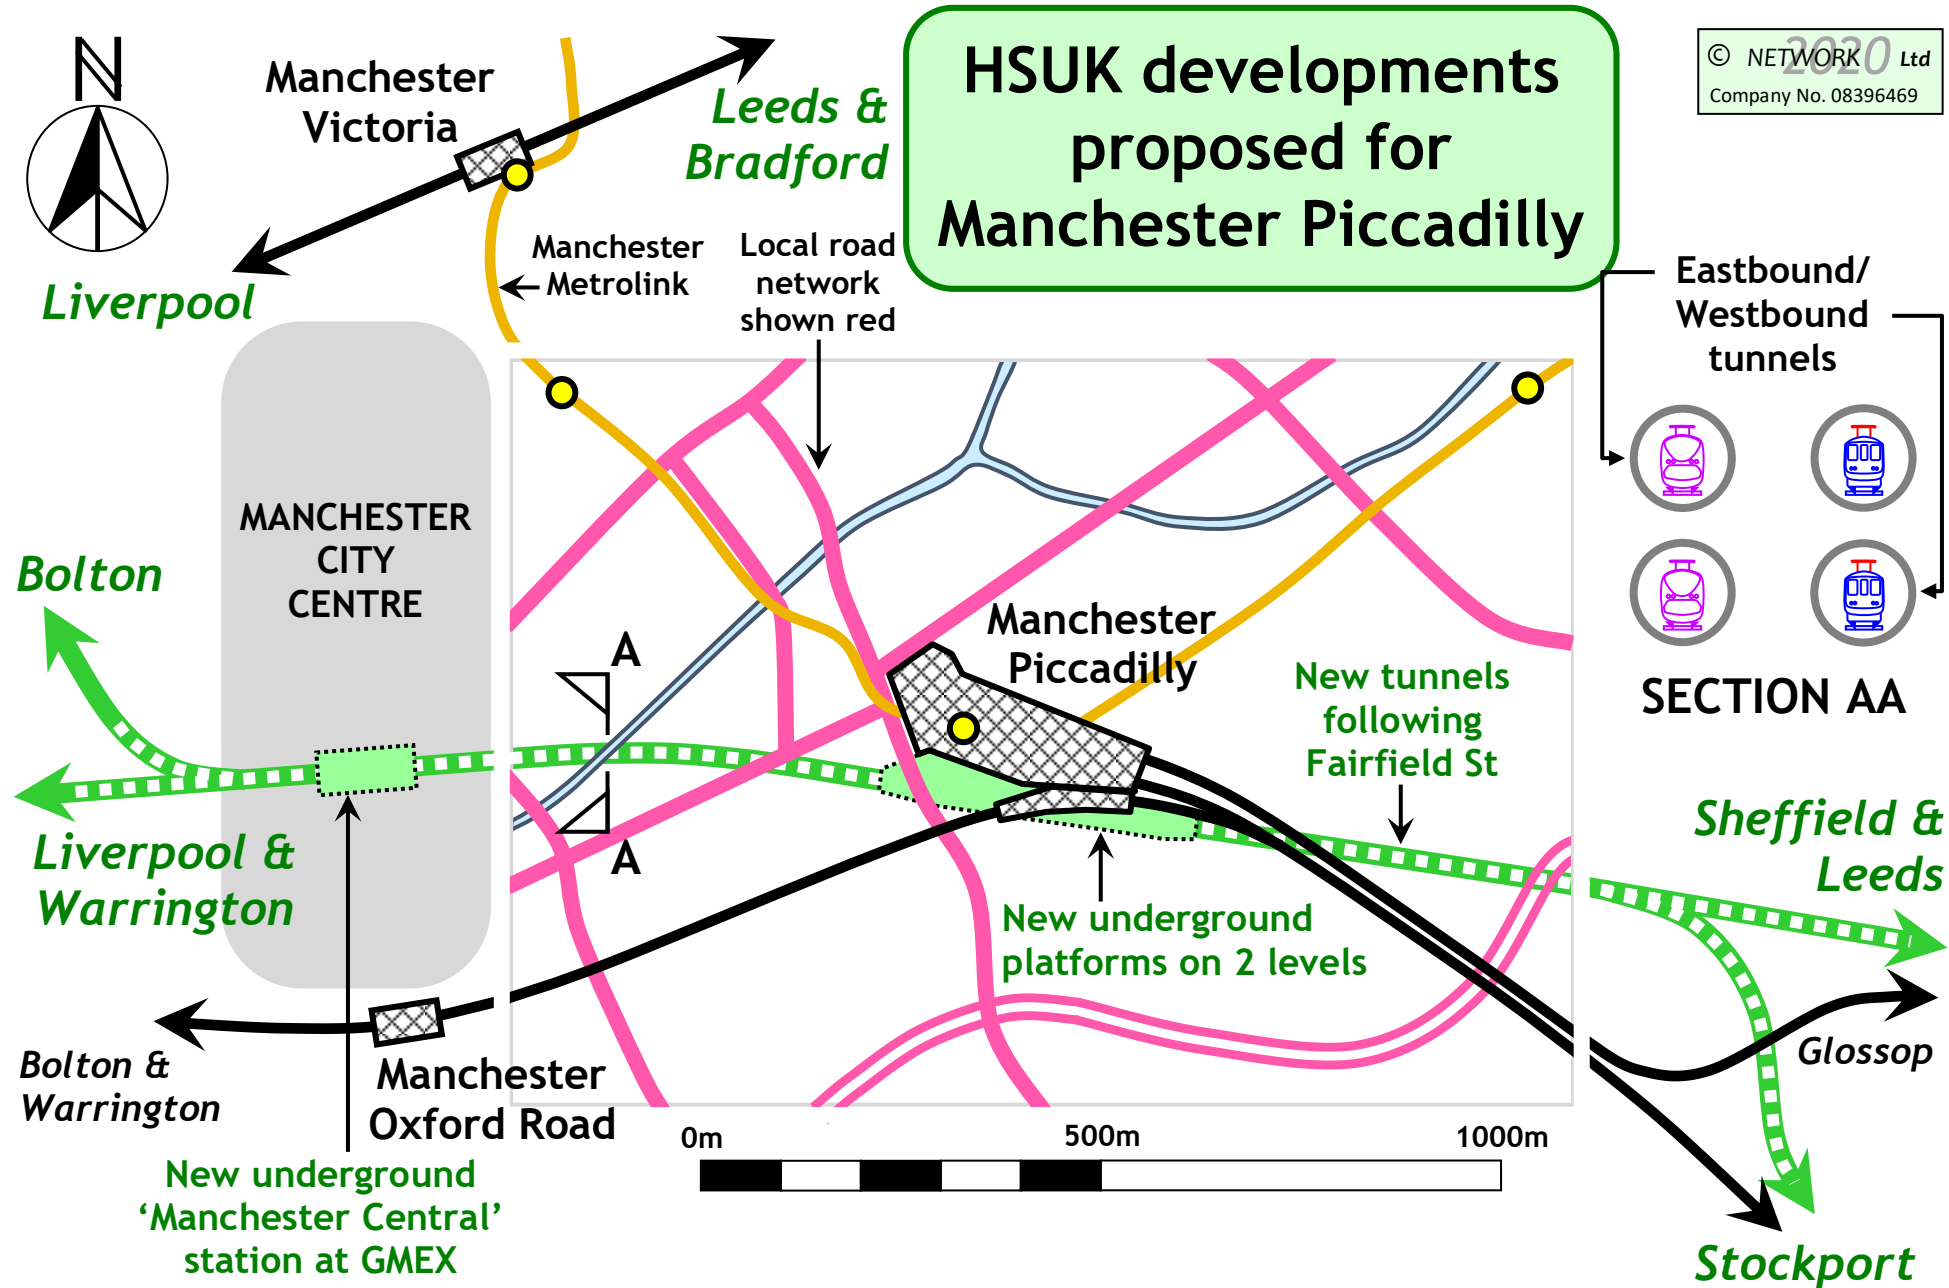 N
Manchester
Victoria
Leeds &
Bradford
HSUK developments
proposed for
Manchester Piccadilly
© NETWORK 2020 Ltd
Company No. 08396469
Liverpool
Manchester
Metrolink
Local road
network
shown red
Eastbound/
Westbound
tunnels
MANCHESTER
CITY
CENTRE
Bolton
A
Manchester
Piccadilly
New tunnels
following
Fairfield St
SECTION AA
Liverpool &
Warrington
A
Sheffield &
Leeds
New underground
platforms on 2 levels
Bolton &
Warrington
Manchester
Oxford Road
Glossop
0m
500m
1000m
New underground
‘Manchester Central’
station at GMEX
Stockport